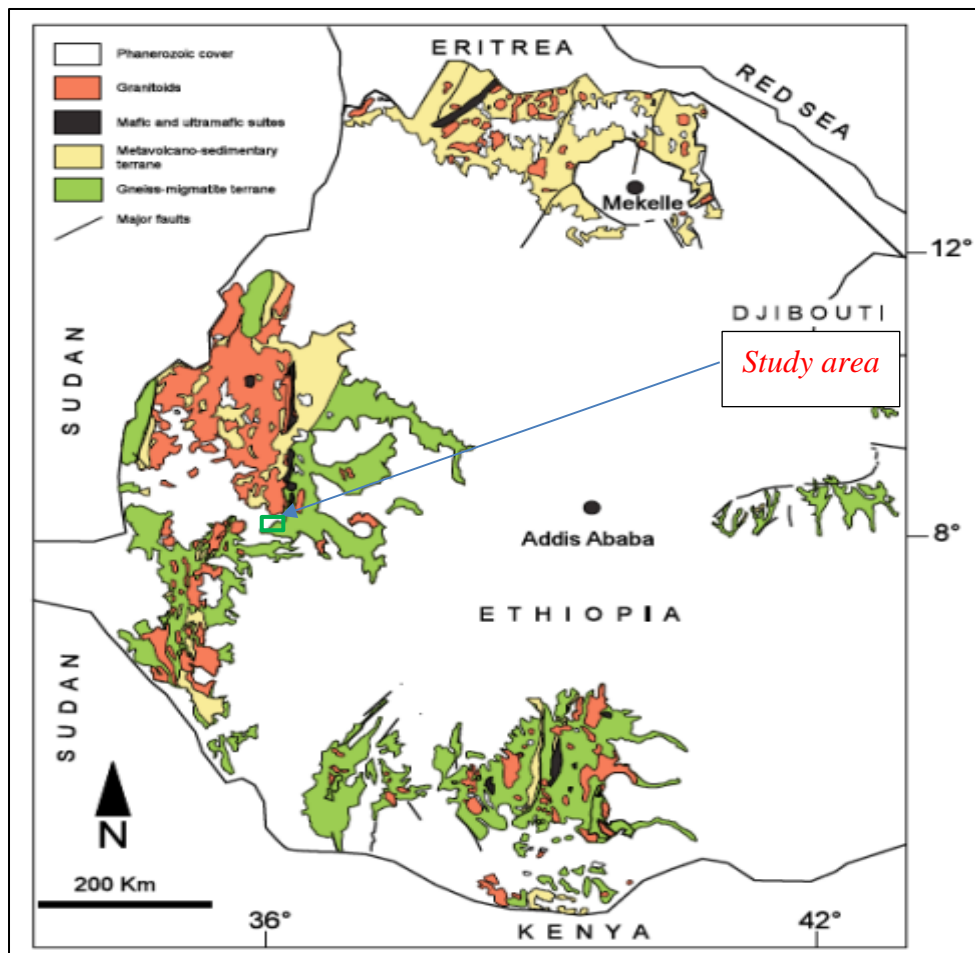 Phanerozoic cover
Granitoids
Mafic and ultramafic suites
Metavolcano-sedimentary
terrane
Gneiss-migmatite terrane
Major faults
ERITREA
RED SEA
Mekelle
12°
DJIBOUTI
Study area
SUDAN
Addis Ababa
8°
ETHIOPIA
SUDAN
N
200 Km
36°
42°
KENYA